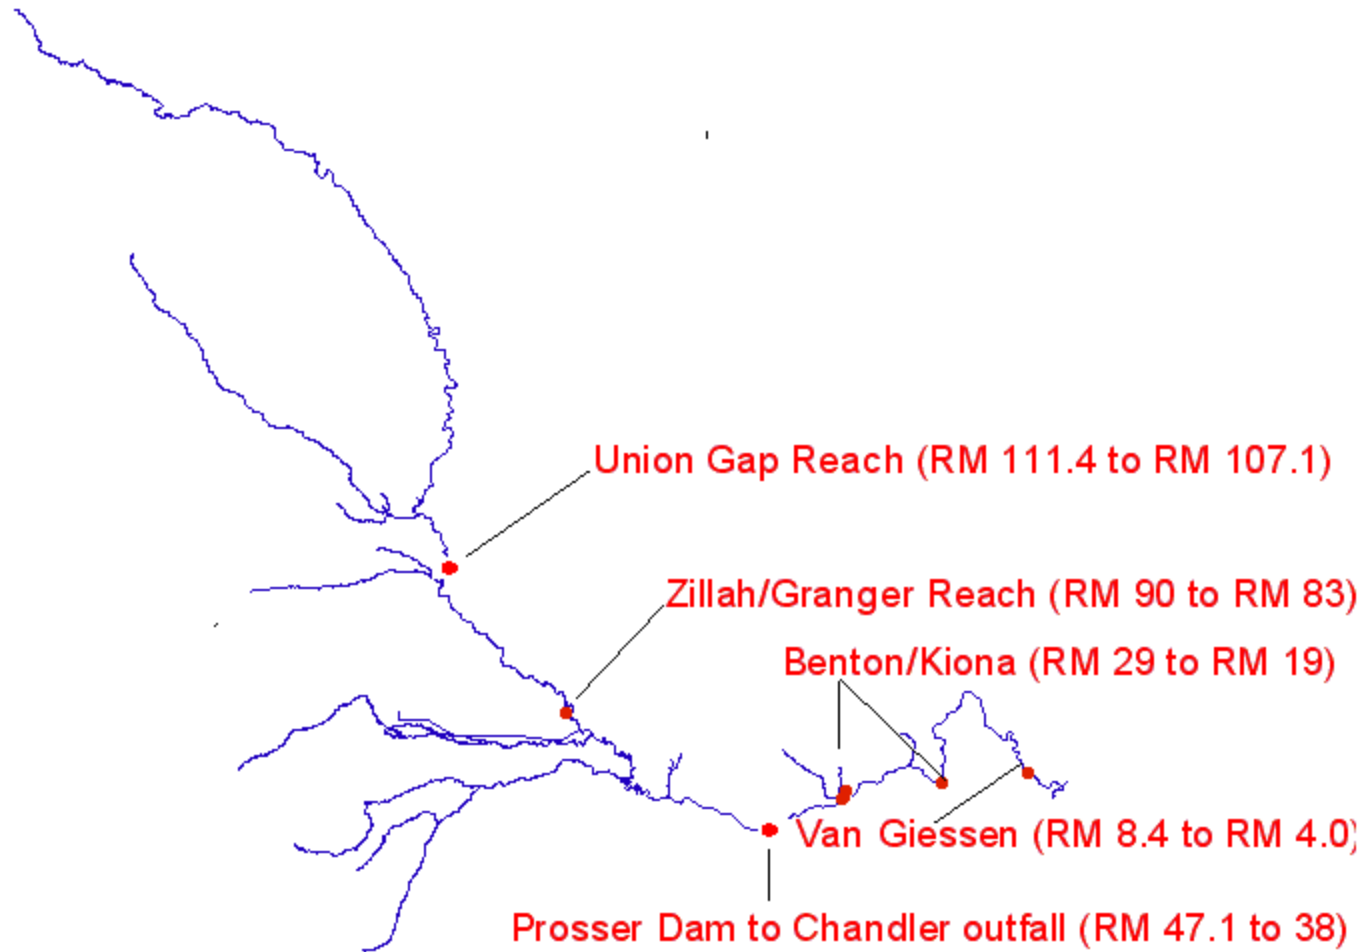 Union Gap Reach (RM 111.4 to RM 107.1)
Zillah/Granger Reach (RM 90 to RM 83)
Benton/Kiona (RM 29 to RM 19)
Van Giessen (RM 8.4 to RM 4.0)
Prosser Dam to Chandler outfall (RM 47.1 to 38)